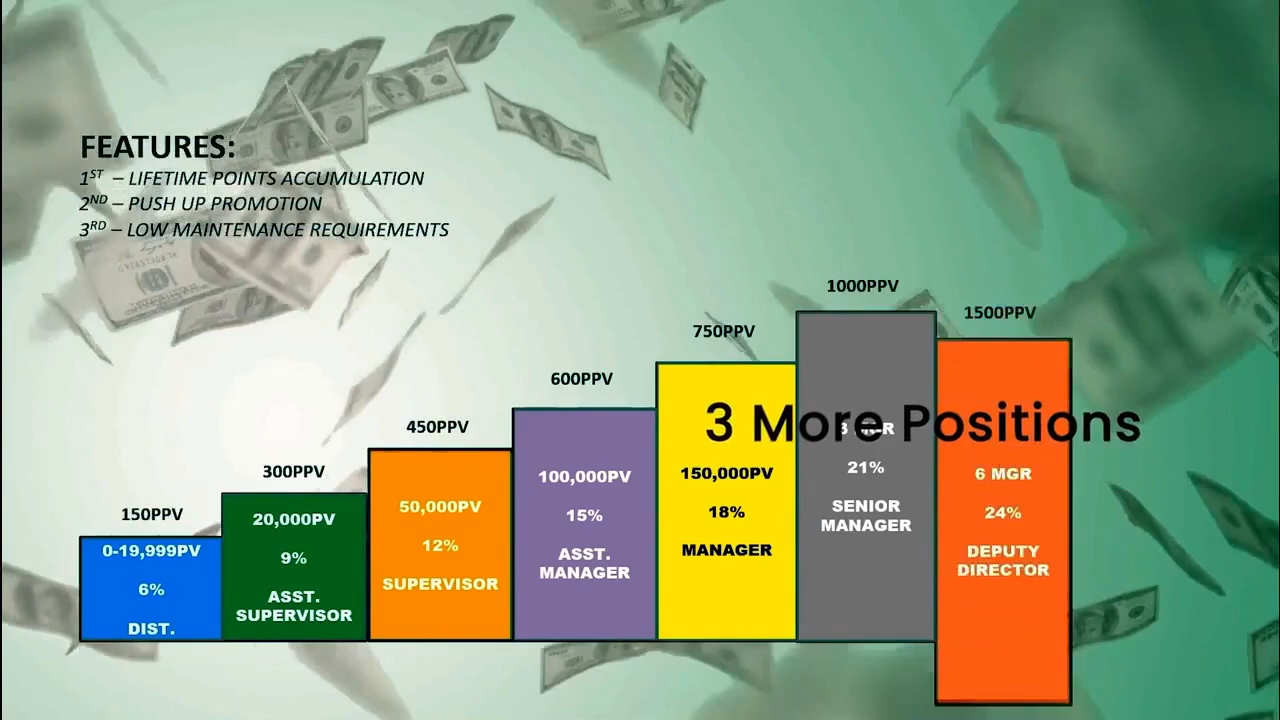 FEATURES:
1ST – LIFETIME POINTS ACCUMULATION
2ND – PUSH UP PROMOTION
3RD – LOW MAINTENANCE REQUIREMENTS
150PPV
0-19,999PV
6%
DIST.
300PPV
20,000PV
9%
ASST.
SUPERVISOR
450PPV
50,000PV
12%
SUPERVISOR
600PPV
100,000PV
15%
ASST.
MANAGER
750PPV
150,000PV
18%
MANAGER
1000PPV
3 MGR
21%
SENIOR
MANAGER
1500PPV
6 MGR
24%
DEPUTY
DIRECTOR
3 More Positions